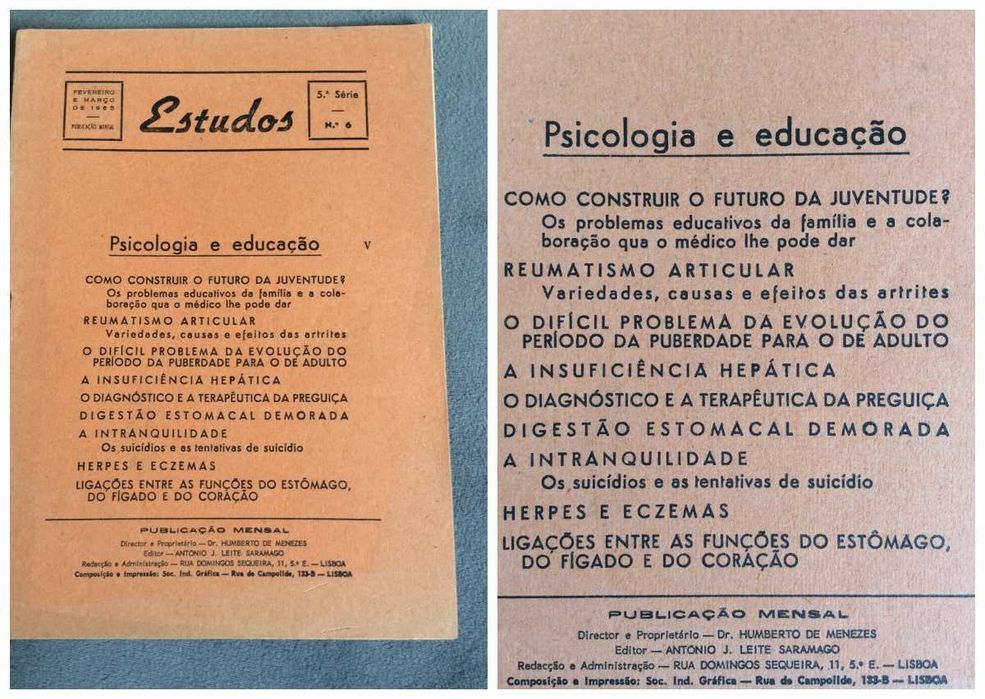 FEVEREIRO
E MARÇO
DE 1965
PUBLICAÇÃO MENSAL
Estudos
5.ª Série
N.º 6
Psicologia e educação V
COMO CONSTRUIR O FUTURO DA JUVENTUDE?
Os problemas educativos da família e a cola-
boração qua o médico lhe pode dar
REUMATISMO ARTICULAR
Variedades, causas e efeitos das artrites
O DIFÍCIL PROBLEMA DA EVOLUÇÃO DO
PERÍODO DA PUBERDADE PARA O DE ADULTO
A INSUFICIÊNCIA HEPÁTICA
O DIAGNÓSTICO E A TERAPÊUTICA DA PREGUIÇA
DIGESTÃO ESTOMACAL DEMORADA
A INTRANQUILIDADE
Os suicídios e as tentativas de suicídio
HERPES E ECZEMAS
LIGAÇÕES ENTRE AS FUNÇÕES DO ESTÔMAGO,
DO FÍGADO E DO CORAÇÃO
PUBLICAÇÃO MENSAL
Director e Proprietário — Dr. HUMBERTO DE MENEZES
Editor — ANTÓNIO J. LEITE SARAMAGO
Redacção e Administração — RUA DOMINGOS SEQUEIRA, 11, 5.º E. — LISBOA
Composição e Impressão: Soc. Ind. Gráfica — Rua de Campolide, 133-B — LISBOA
Psicologia e educação
COMO CONSTRUIR O FUTURO DA JUVENTUDE?
Os problemas educativos da família e a cola-
boração qua o médico lhe pode dar
REUMATISMO ARTICULAR
Variedades, causas e efeitos das artrites
O DIFÍCIL PROBLEMA DA EVOLUÇÃO DO
PERÍODO DA PUBERDADE PARA O DE ADULTO
A INSUFICIÊNCIA HEPÁTICA
O DIAGNÓSTICO E A TERAPÊUTICA DA PREGUIÇA
DIGESTÃO ESTOMACAL DEMORADA
A INTRANQUILIDADE
Os suicídios e as tentativas de suicídio
HERPES E ECZEMAS
LIGAÇÕES ENTRE AS FUNÇÕES DO ESTÔMAGO,
DO FÍGADO E DO CORAÇÃO
PUBLICAÇÃO MENSAL
Director e Proprietário — Dr. HUMBERTO DE MENEZES
Editor — ANTÓNIO J. LEITE SARAMAGO
Redacção e Administração — RUA DOMINGOS SEQUEIRA, 11, 5.º E. — LISBOA
Composição e Impressão: Soc. Ind. Gráfica — Rua de Campolide, 133-B — LISBOA